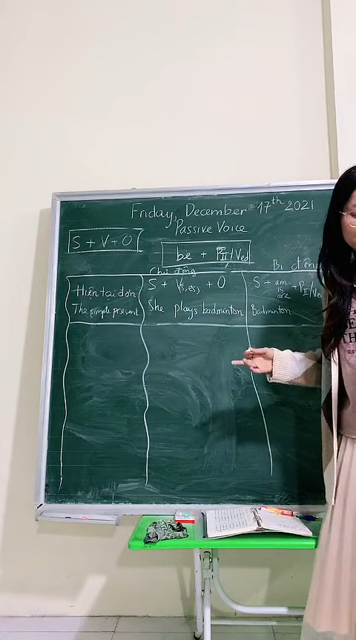 Friday, December 17th 2021
Passive Voice
S + V + O
be + PII/Ved
Chủ động
Bị độn
Hiện tại đơn
S + V(s,es) + O
S + am is are + PII/Ved
The simple present
She plays badminton
Badminton